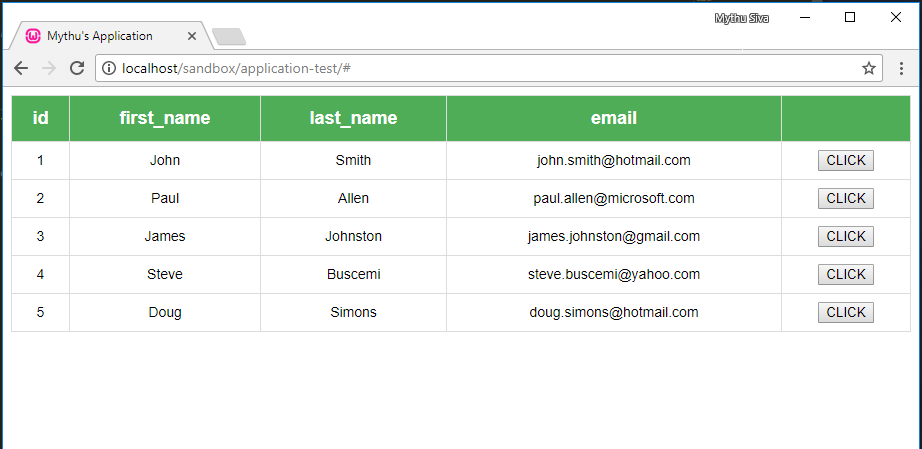 Mythu Siva
Mythu's Application
localhost/sandbox/application-test/#
id first_name last_name email
1 John Smith john.smith@hotmail.com CLICK
2 Paul Allen paul.allen@microsoft.com CLICK
3 James Johnston james.johnston@gmail.com CLICK
4 Steve Buscemi steve.buscemi@yahoo.com CLICK
5 Doug Simons doug.simons@hotmail.com CLICK